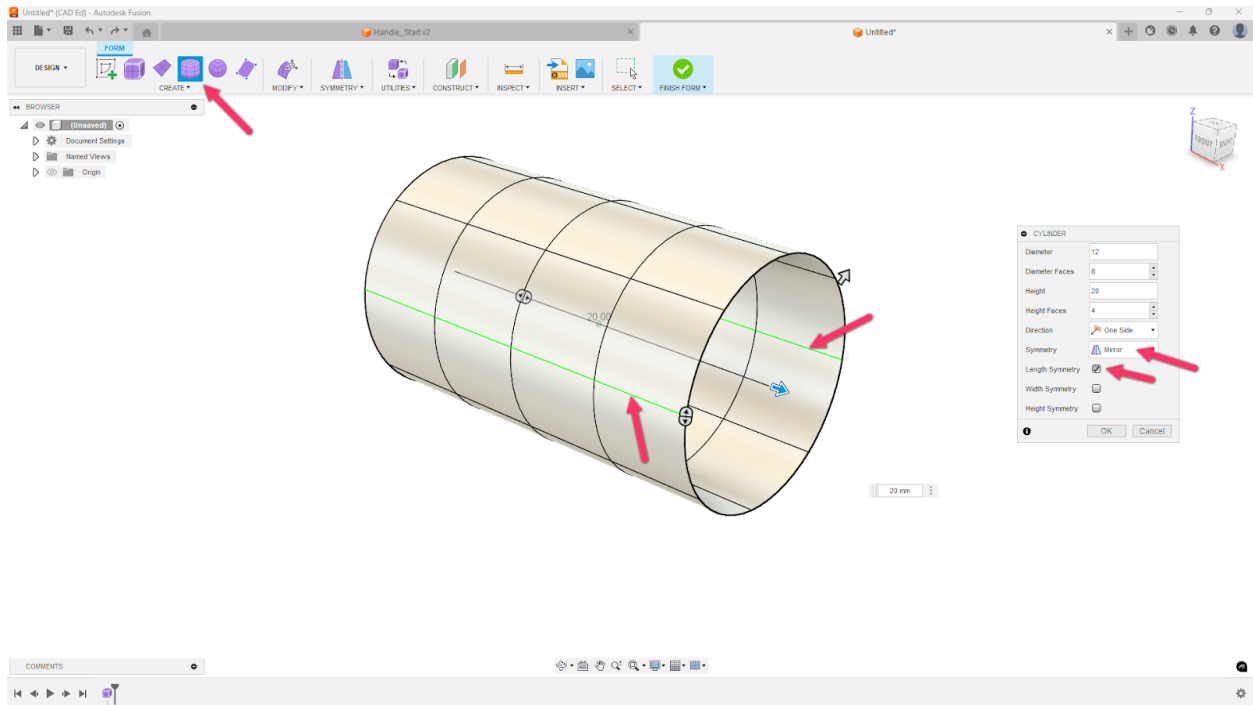 Untitled* (CAD Ed) - Autodesk Fusion
Handle_Start v2
Untitled*
FORM
DESIGN
CREATE
MODIFY
SYMMETRY
UTILITIES
CONSTRUCT
INSPECT
INSERT
SELECT
FINISH FORM
BROWSER
(Unsaved)
Document Settings
Named Views
Origin
Z
FRONT
RIGHT
X
20.00
CYLINDER
Diameter 12
Diameter Faces 8
Height 20
Height Faces 4
Direction One Side
Symmetry Mirror
Length Symmetry
Width Symmetry
Height Symmetry
OK Cancel
20 mm
COMMENTS